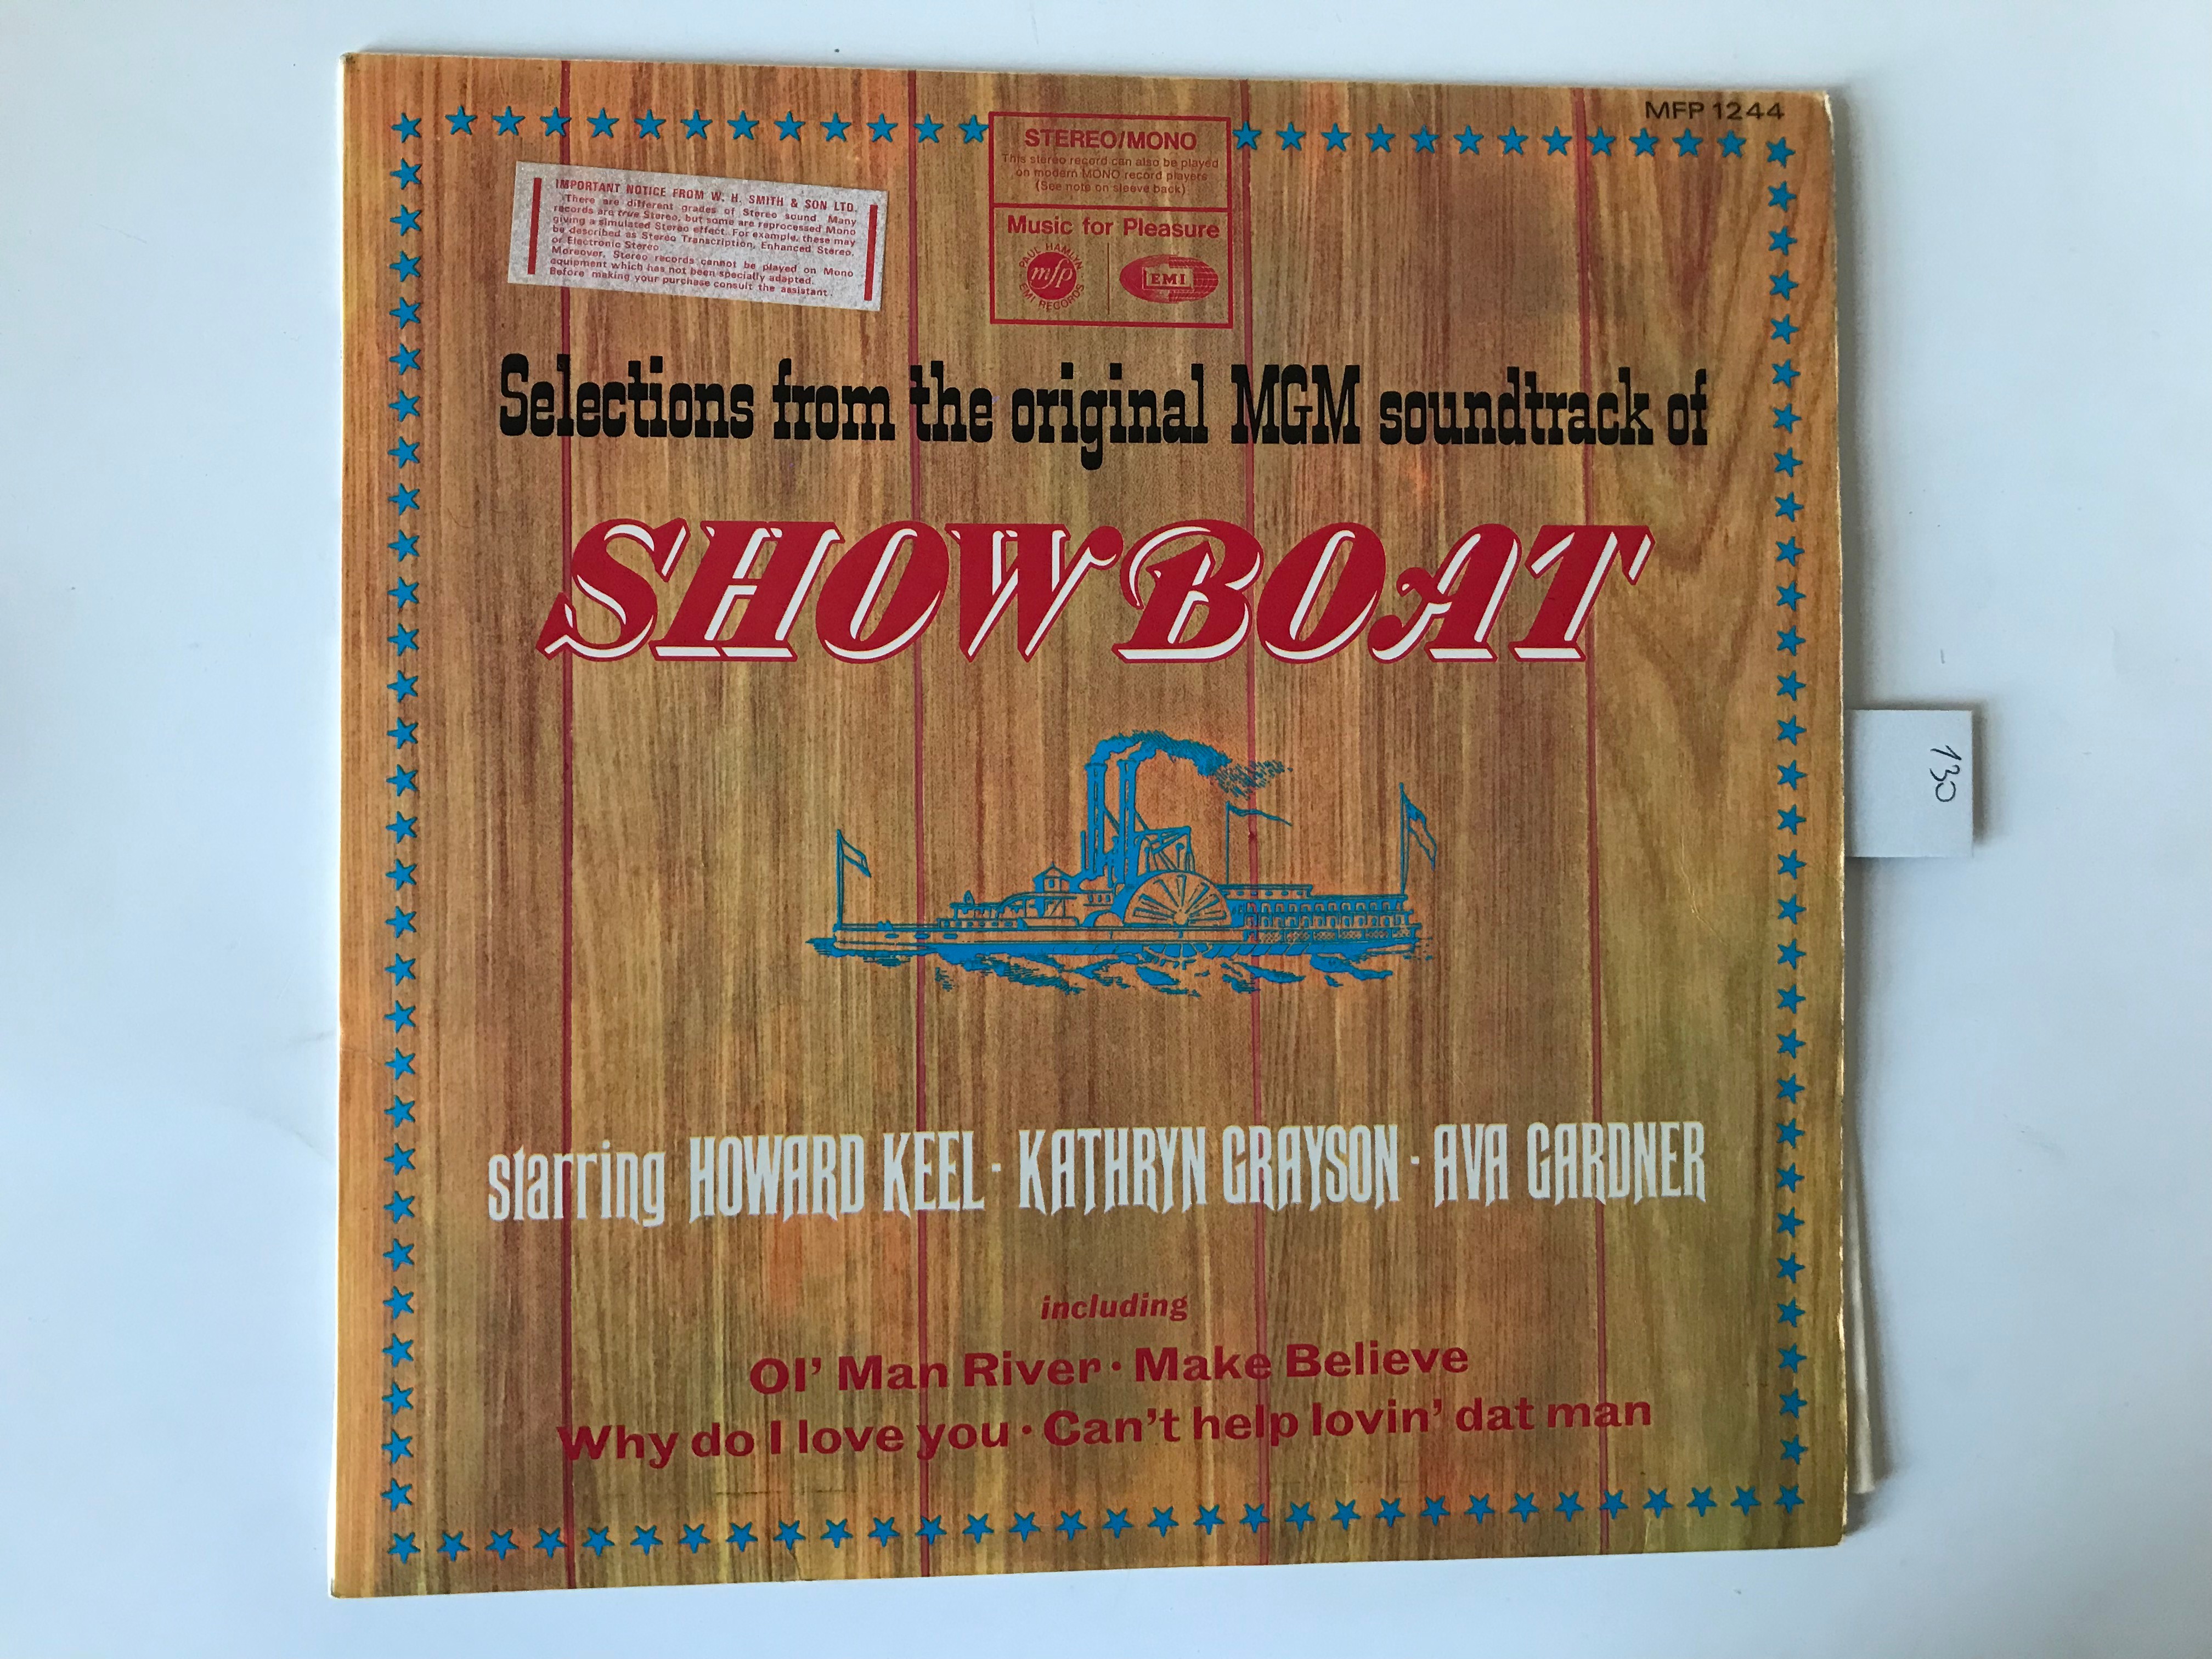 MFP 1244
STEREO/MONO
This stereo record can also be played
on modern MONO record players
(See note on sleeve back)
Music for Pleasure
PAUL HAMLYN
mfp
EMI RECORDS
EMI
IMPORTANT NOTICE FROM W. H. SMITH & SON LTD.
There are different grades of Stereo sound. Many
records are true Stereo, but some are reprocessed Mono
giving a simulated Stereo effect. For example, these may
be described as Stereo Transcription, Enhanced Stereo,
or Electronic Stereo.
Moreover, Stereo records cannot be played on Mono
equipment which has not been specially adapted.
Before making your purchase consult the assistant.
Selections from the original MGM soundtrack of
SHOW BOAT
130
starring HOWARD KEEL · KATHRYN GRAYSON · AVA GARDNER
including
Ol' Man River · Make Believe
Why do I love you · Can't help lovin' dat man